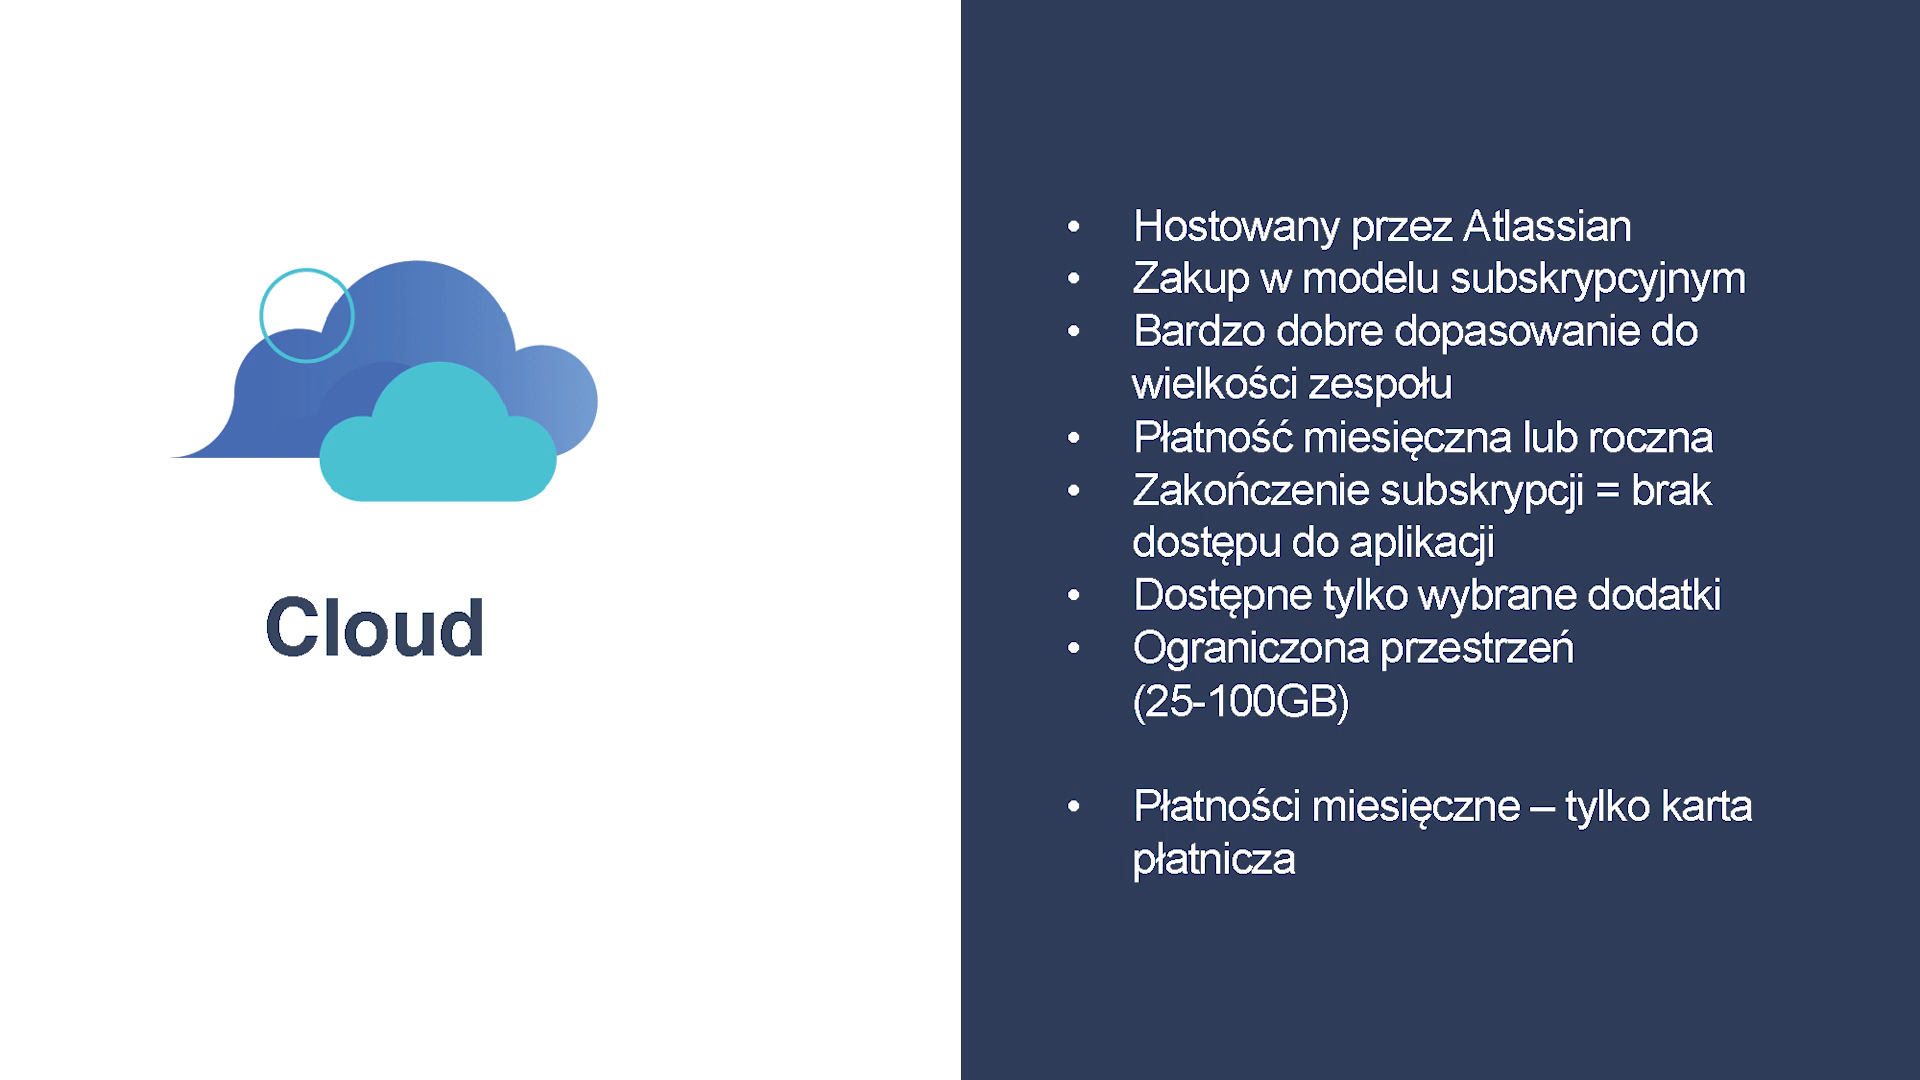 Cloud
• Hostowany przez Atlassian
• Zakup w modelu subskrypcyjnym
• Bardzo dobre dopasowanie do
wielkości zespołu
• Płatność miesięczna lub roczna
• Zakończenie subskrypcji = brak
dostępu do aplikacji
• Dostępne tylko wybrane dodatki
• Ograniczona przestrzeń
(25-100GB)
• Płatności miesięczne – tylko karta
płatnicza